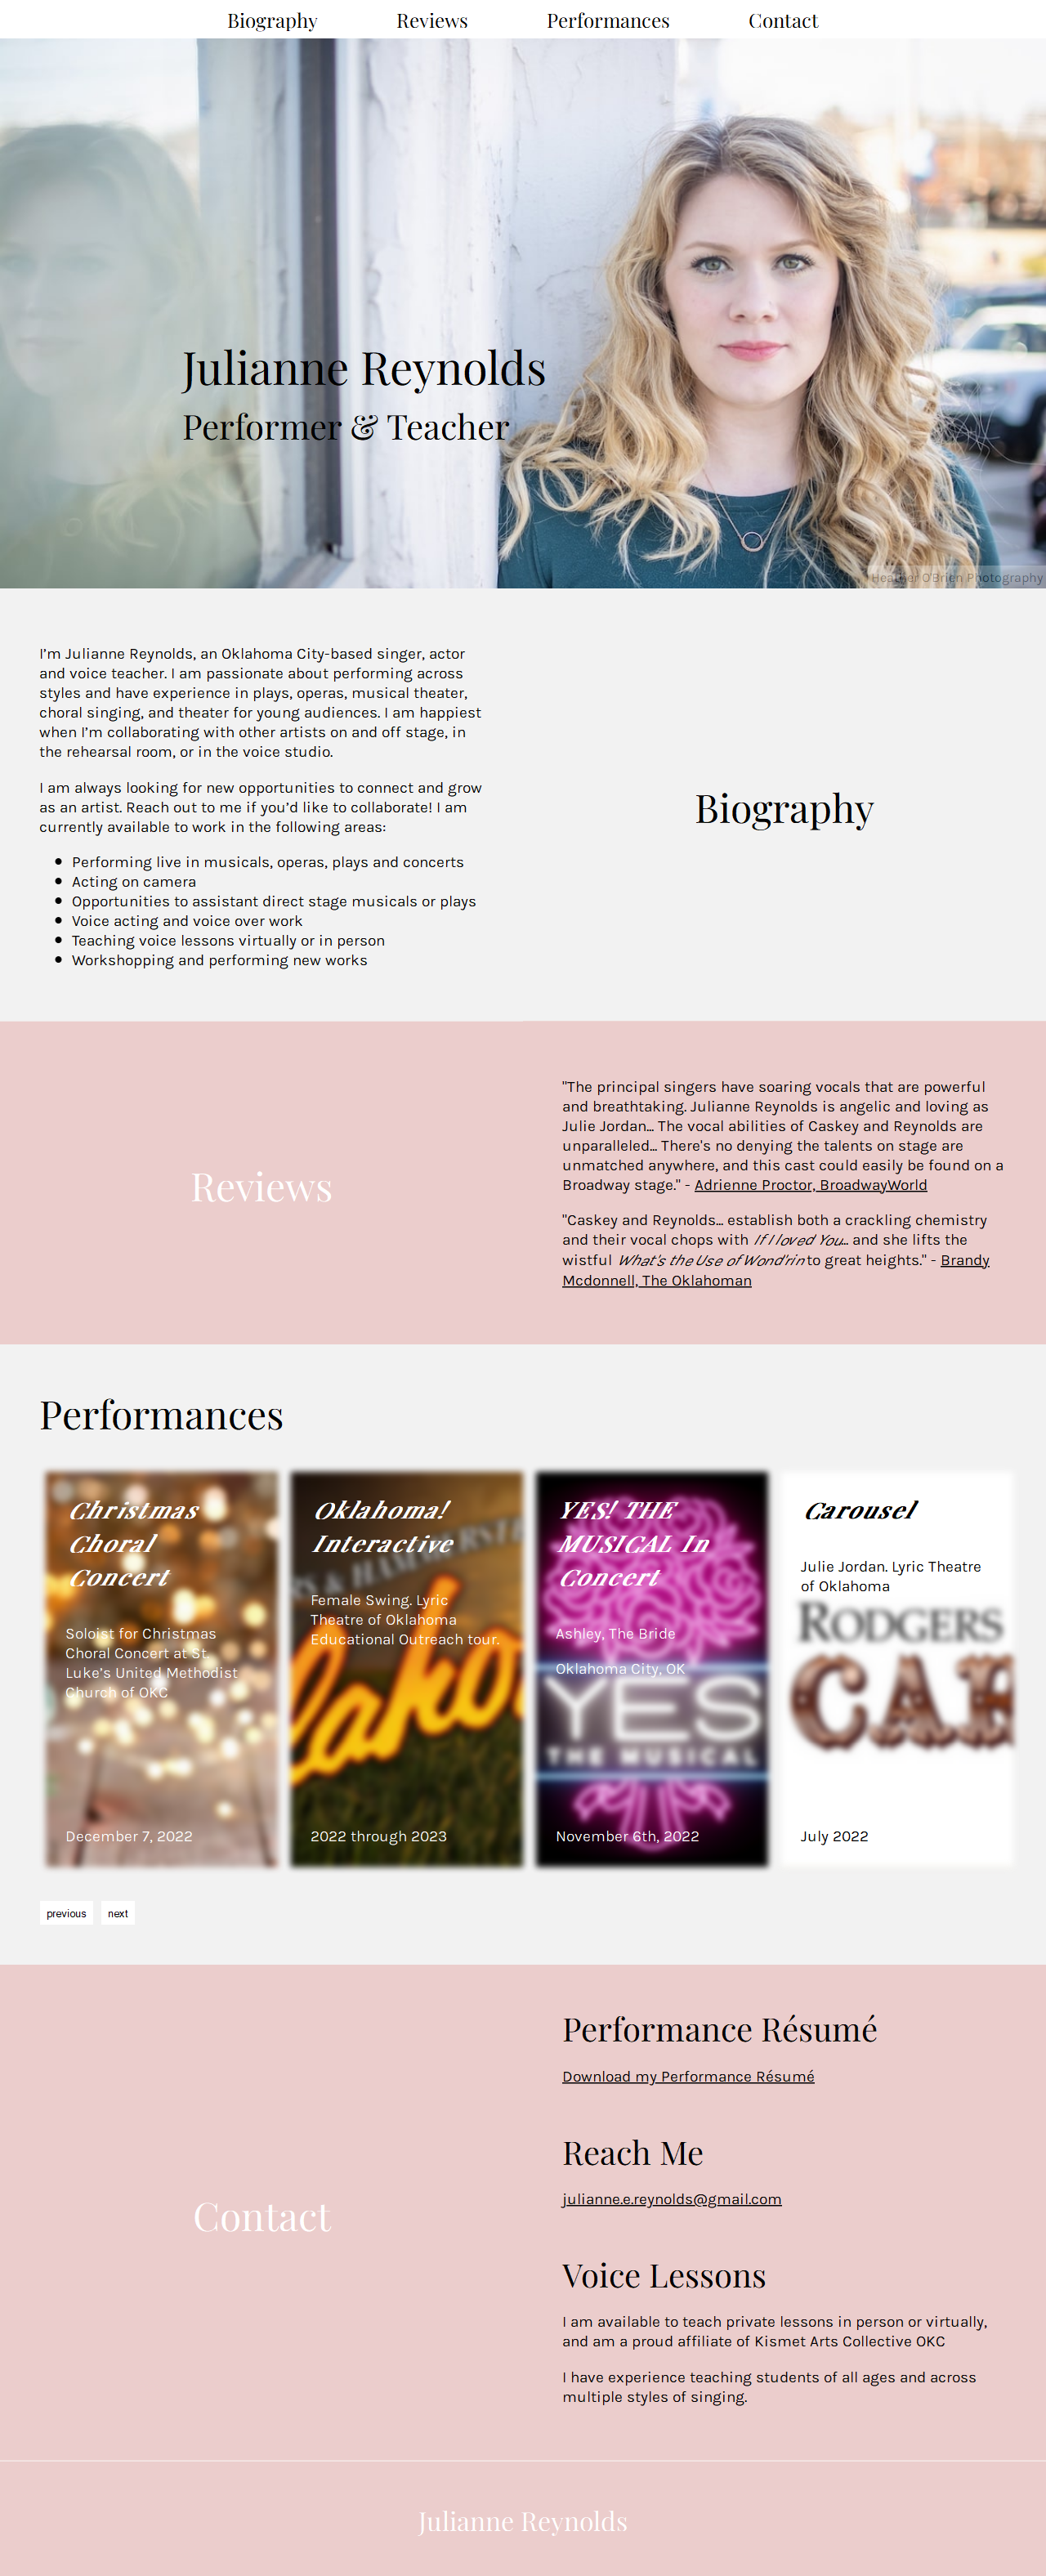 Biography Reviews Performances Contact
Julianne Reynolds
Performer & Teacher
Heather O'Brien Photography
I’m Julianne Reynolds, an Oklahoma City-based singer, actor
and voice teacher. I am passionate about performing across
styles and have experience in plays, operas, musical theater,
choral singing, and theater for young audiences. I am happiest
when I’m collaborating with other artists on and off stage, in
the rehearsal room, or in the voice studio.
I am always looking for new opportunities to connect and grow
as an artist. Reach out to me if you’d like to collaborate! I am
currently available to work in the following areas:
Performing live in musicals, operas, plays and concerts
Acting on camera
Opportunities to assistant direct stage musicals or plays
Voice acting and voice over work
Teaching voice lessons virtually or in person
Workshopping and performing new works
Biography
Reviews
"The principal singers have soaring vocals that are powerful
and breathtaking. Julianne Reynolds is angelic and loving as
Julie Jordan... The vocal abilities of Caskey and Reynolds are
unparalleled... There's no denying the talents on stage are
unmatched anywhere, and this cast could easily be found on a
Broadway stage." - Adrienne Proctor, BroadwayWorld
"Caskey and Reynolds... establish both a crackling chemistry
and their vocal chops with If I loved You... and she lifts the
wistful What's the Use of Wond'rin to great heights." - Brandy
Mcdonnell, The Oklahoman
Performances
Christmas
Choral
Concert
Soloist for Christmas
Choral Concert at St.
Luke’s United Methodist
Church of OKC
December 7, 2022
Oklahoma!
Interactive
Female Swing. Lyric
Theatre of Oklahoma
Educational Outreach tour.
2022 through 2023
YES! THE
MUSICAL In
Concert
Ashley, The Bride
Oklahoma City, OK
YES
THE MUSICAL
November 6th, 2022
Carousel
Julie Jordan. Lyric Theatre
of Oklahoma
RODGERS
CAR
July 2022
previous next
Contact
Performance Résumé
Download my Performance Résumé
Reach Me
julianne.e.reynolds@gmail.com
Voice Lessons
I am available to teach private lessons in person or virtually,
and am a proud affiliate of Kismet Arts Collective OKC
I have experience teaching students of all ages and across
multiple styles of singing.
Julianne Reynolds